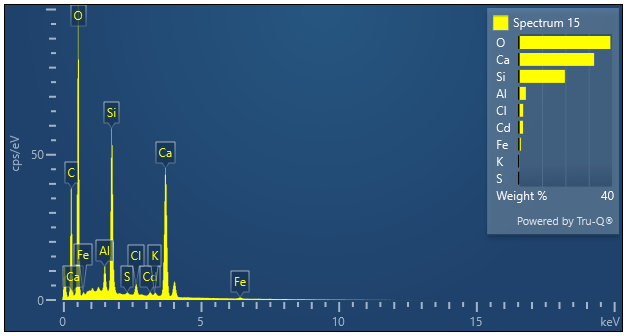 O
Si
Ca
C
Fe
Al
Cl
K
Ca
S
Cd
Fe
cps/eV
50
0
0
5
10
15
keV
Spectrum 15
O
Ca
Si
Al
Cl
Cd
Fe
K
S
Weight %
40
Powered by Tru-Q®